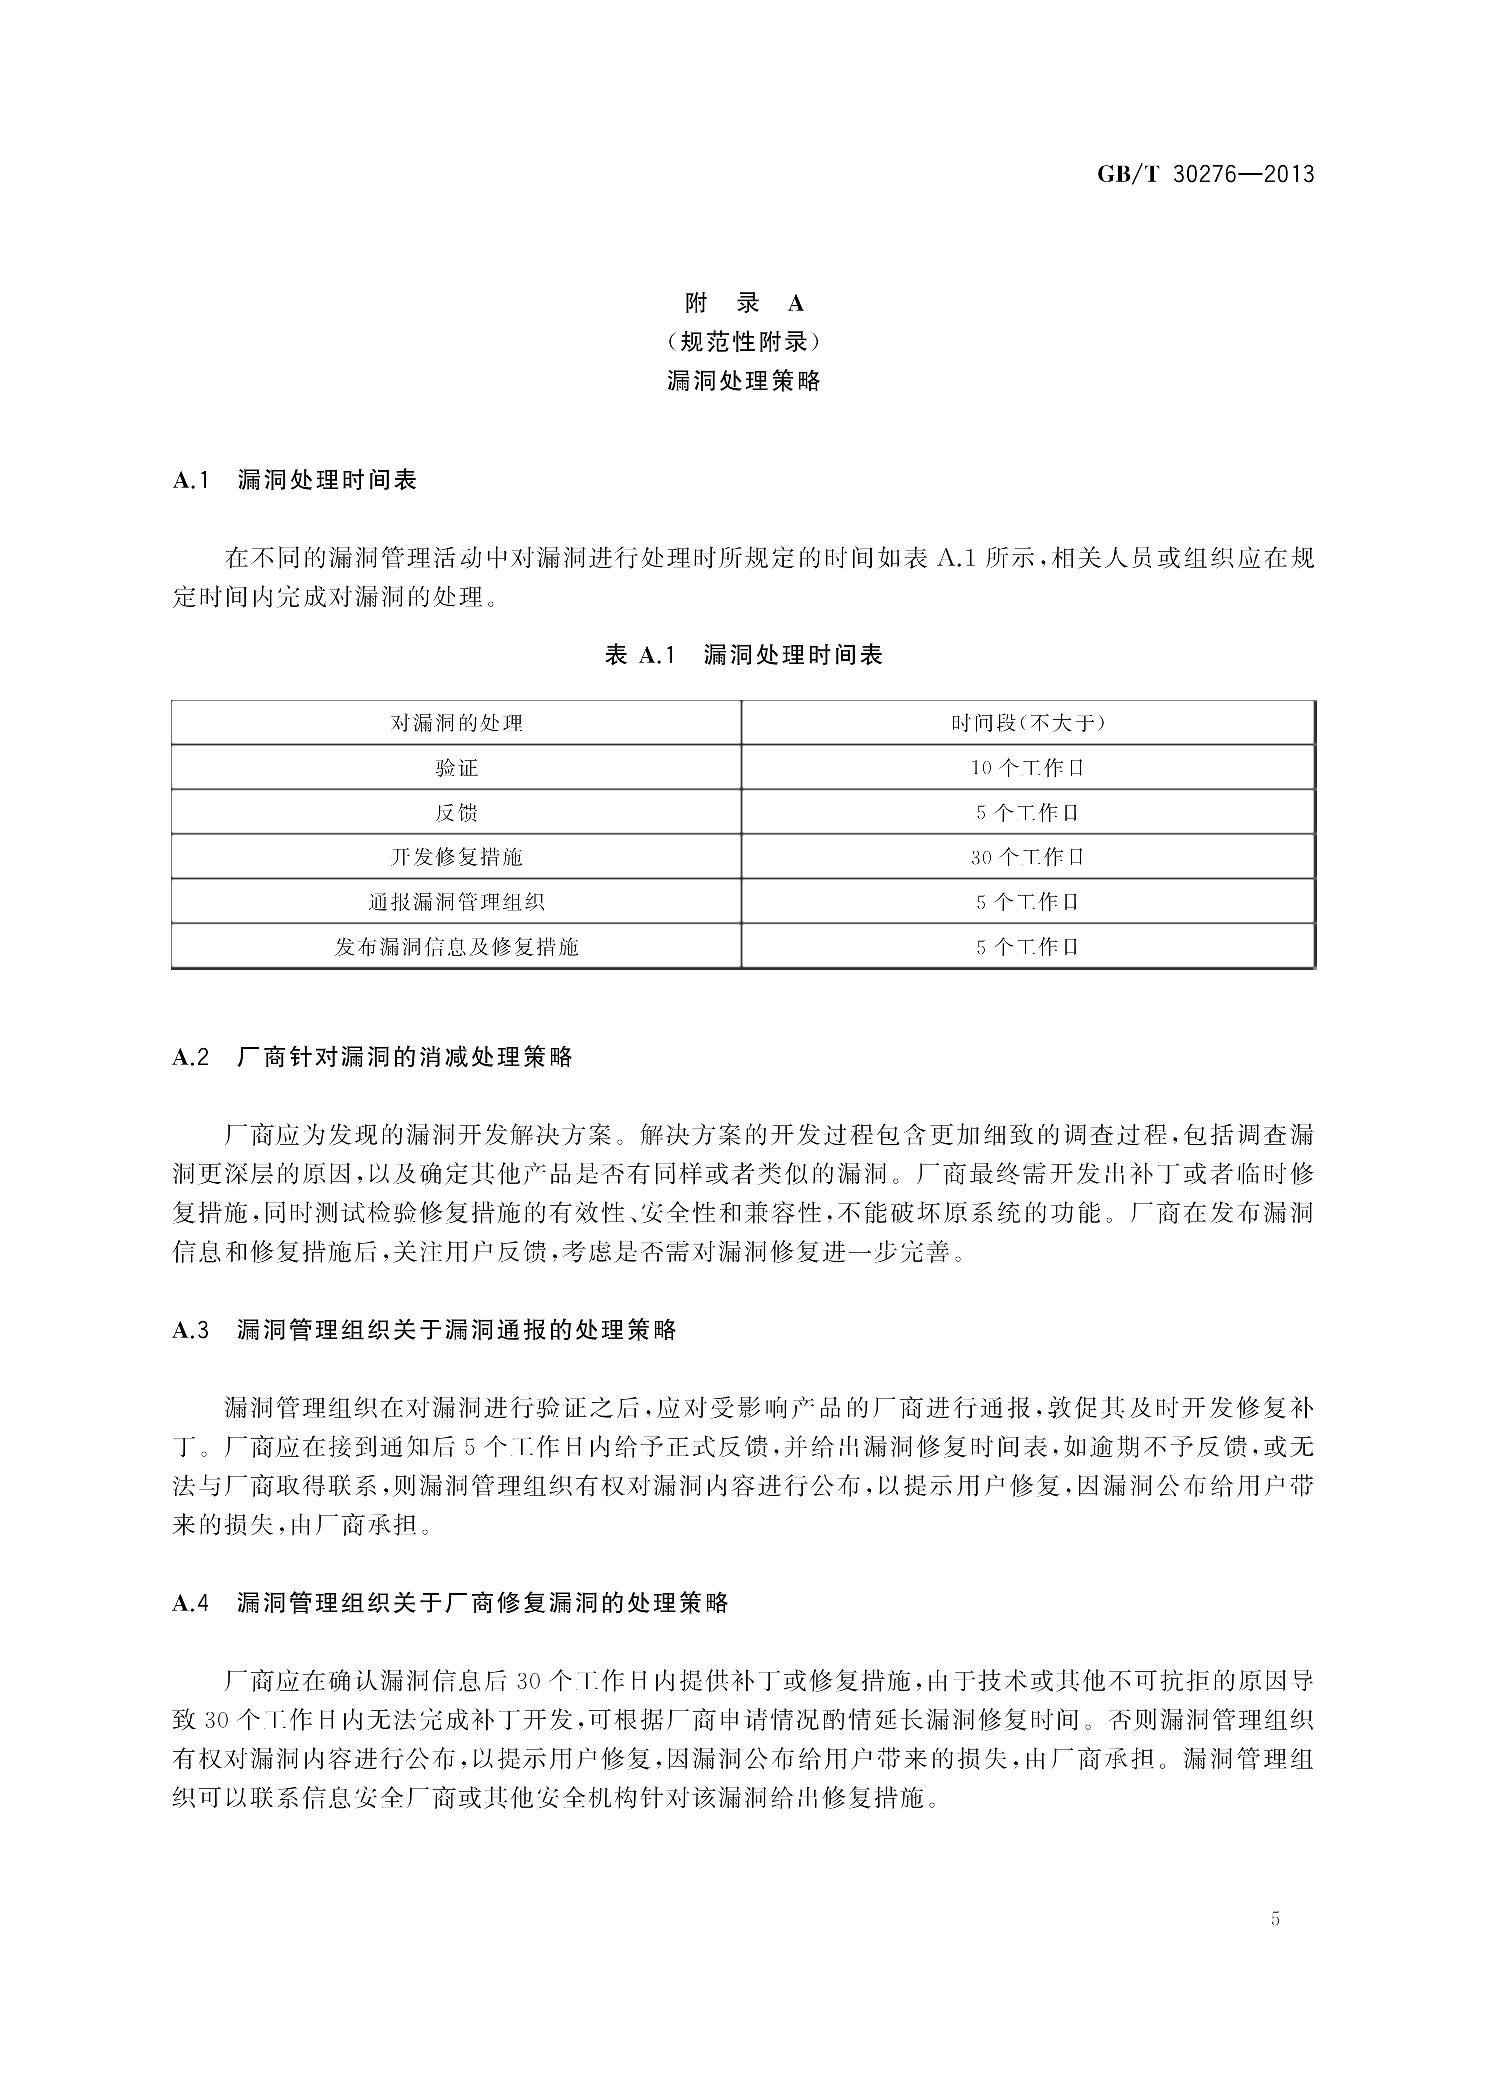 GB/T 30276—2013
附 录 A
（规范性附录）
漏洞处理策略
A.1 漏洞处理时间表
在不同的漏洞管理活动中对漏洞进行处理时所规定的时间如表 A.1 所示,相关人员或组织应在规
定时间内完成对漏洞的处理。
表 A.1 漏洞处理时间表
对漏洞的处理 时间段(不大于)
验证 10 个工作日
反馈 5 个工作日
开发修复措施 30 个工作日
通报漏洞管理组织 5 个工作日
发布漏洞信息及修复措施 5 个工作日
A.2 厂商针对漏洞的消减处理策略
厂商应为发现的漏洞开发解决方案。解决方案的开发过程包含更加细致的调查过程,包括调查漏
洞更深层的原因,以及确定其他产品是否有同样或者类似的漏洞。厂商最终需开发出补丁或者临时修
复措施,同时测试检验修复措施的有效性、安全性和兼容性,不能破坏原系统的功能。厂商在发布漏洞
信息和修复措施后,关注用户反馈,考虑是否需对漏洞修复进一步完善。
A.3 漏洞管理组织关于漏洞通报的处理策略
漏洞管理组织在对漏洞进行验证之后,应对受影响产品的厂商进行通报,敦促其及时开发修复补
丁。厂商应在接到通知后 5 个工作日内给予正式反馈,并给出漏洞修复时间表,如逾期不予反馈,或无
法与厂商取得联系,则漏洞管理组织有权对漏洞内容进行公布,以提示用户修复,因漏洞公布给用户带
来的损失,由厂商承担。
A.4 漏洞管理组织关于厂商修复漏洞的处理策略
厂商应在确认漏洞信息后 30 个工作日内提供补丁或修复措施,由于技术或其他不可抗拒的原因导
致 30 个工作日内无法完成补丁开发,可根据厂商申请情况酌情延长漏洞修复时间。否则漏洞管理组织
有权对漏洞内容进行公布,以提示用户修复,因漏洞公布给用户带来的损失,由厂商承担。漏洞管理组
织可以联系信息安全厂商或其他安全机构针对该漏洞给出修复措施。
5